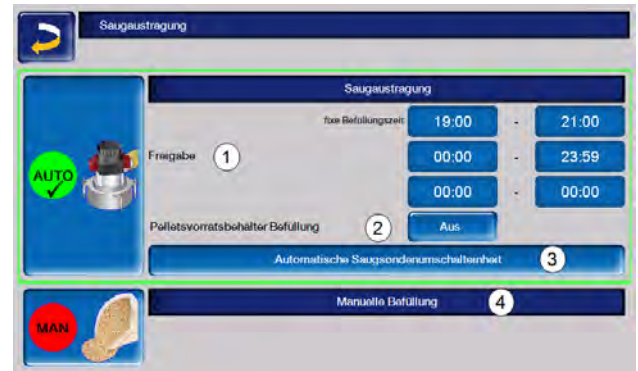 Saugaustragung
Saugaustragung
fixe Befüllungszeit 19:00 - 21:00
Freigabe 1 00:00 - 23:59
AUTO
00:00 - 00:00
Pelletsvorratsbehälter Befüllung 2 Aus
Automatische Saugsondenumschalteinheit 3
Manuelle Befüllung 4
MAN